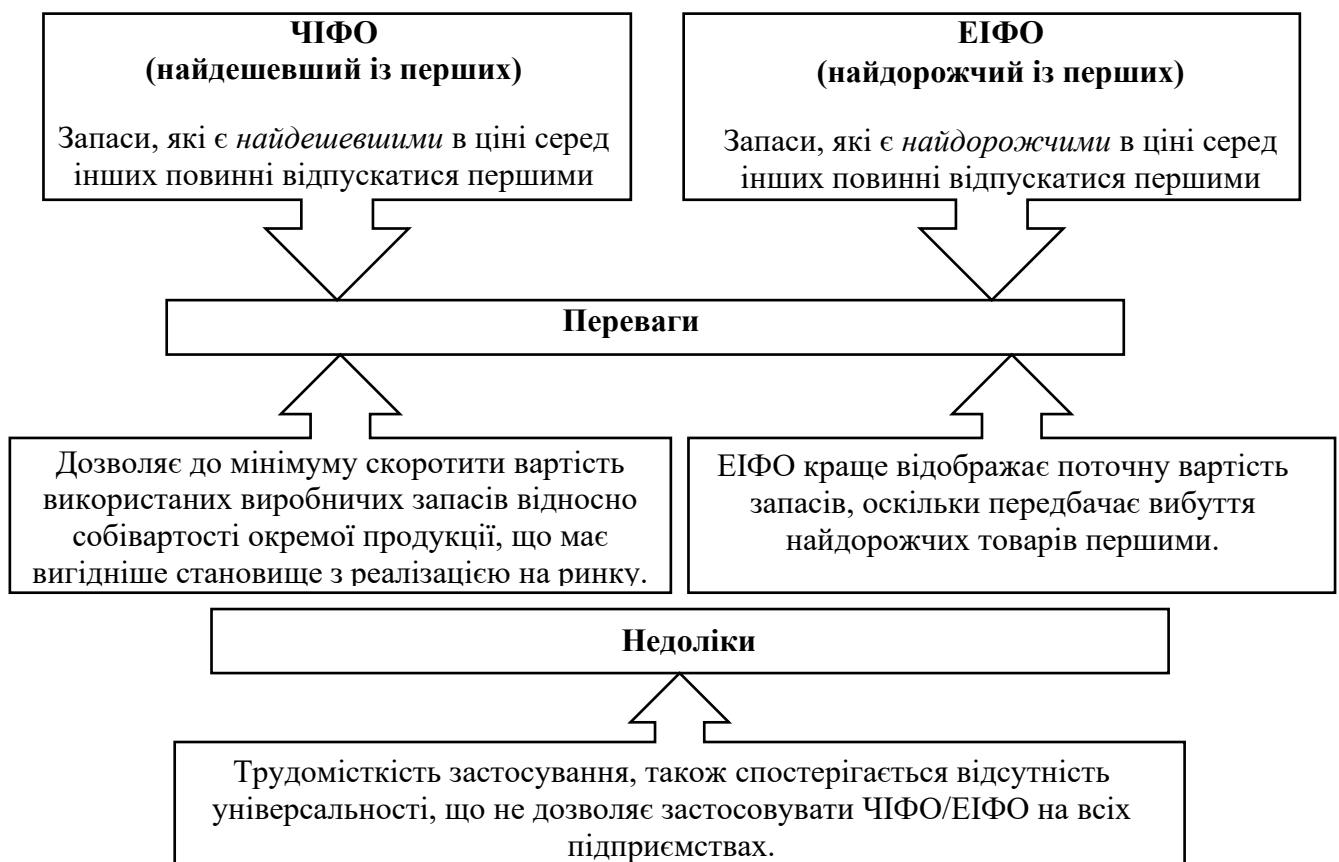 ЧІФО
(найдешевший із перших)
Запаси, які є найдешевшими в ціні серед
інших повинні відпускатися першими
ЕІФО
(найдорожчий із перших)
Запаси, які є найдорожчими в ціні серед
інших повинні відпускатися першими
Переваги
Дозволяє до мінімуму скоротити вартість
використаних виробничих запасів відносно
собівартості окремої продукції, що має
вигідніше становище з реалізацією на ринку.
ЕІФО краще відображає поточну вартість
запасів, оскільки передбачає вибуття
найдорожчих товарів першими.
Недоліки
Трудомісткість застосування, також спостерігається відсутність
універсальності, що не дозволяє застосовувати ЧІФО/ЕІФО на всіх
підприємствах.